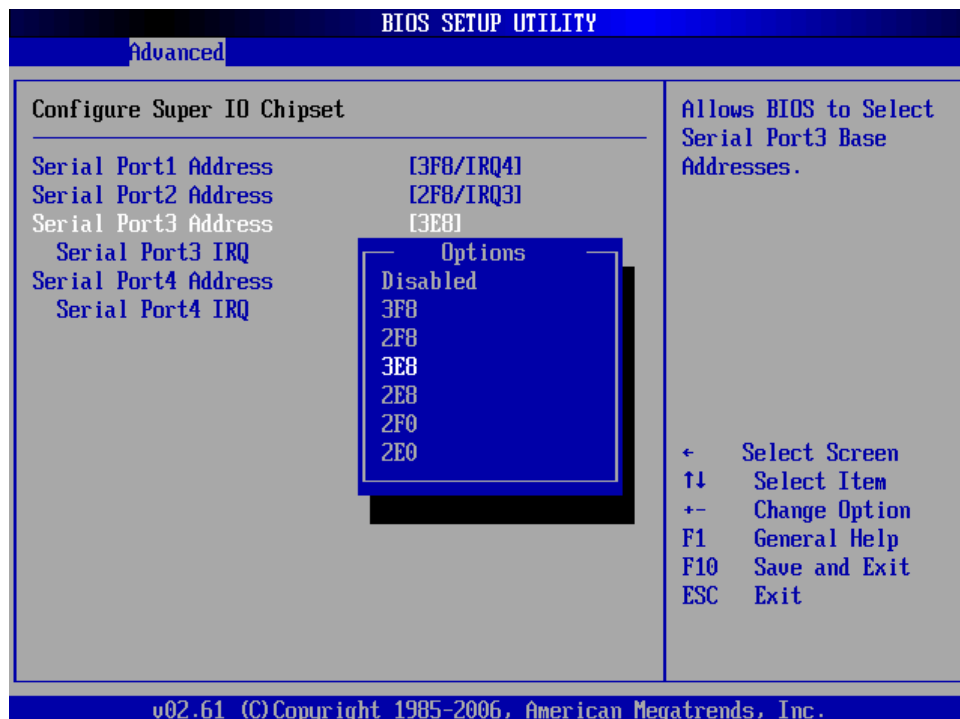 BIOS SETUP UTILITY
Advanced
Configure Super IO Chipset
Serial Port1 Address [3F8/IRQ4]
Serial Port2 Address [2F8/IRQ3]
Serial Port3 Address [3E8]
Serial Port3 IRQ
Serial Port4 Address
Serial Port4 IRQ
Options
Disabled
3F8
2F8
3E8
2E8
2F0
2E0
Allows BIOS to Select
Serial Port3 Base
Addresses.
← Select Screen
↑↓ Select Item
+- Change Option
F1 General Help
F10 Save and Exit
ESC Exit
v02.61 (C)Copyright 1985-2006, American Megatrends, Inc.